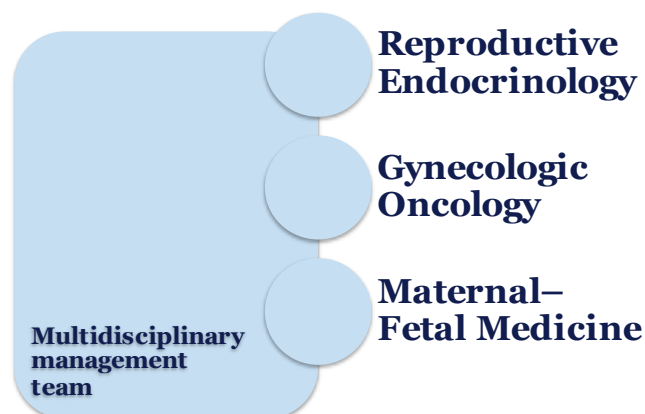 Reproductive
Endocrinology
Gynecologic
Oncology
Maternal–
Fetal Medicine
Multidisciplinary
management
team